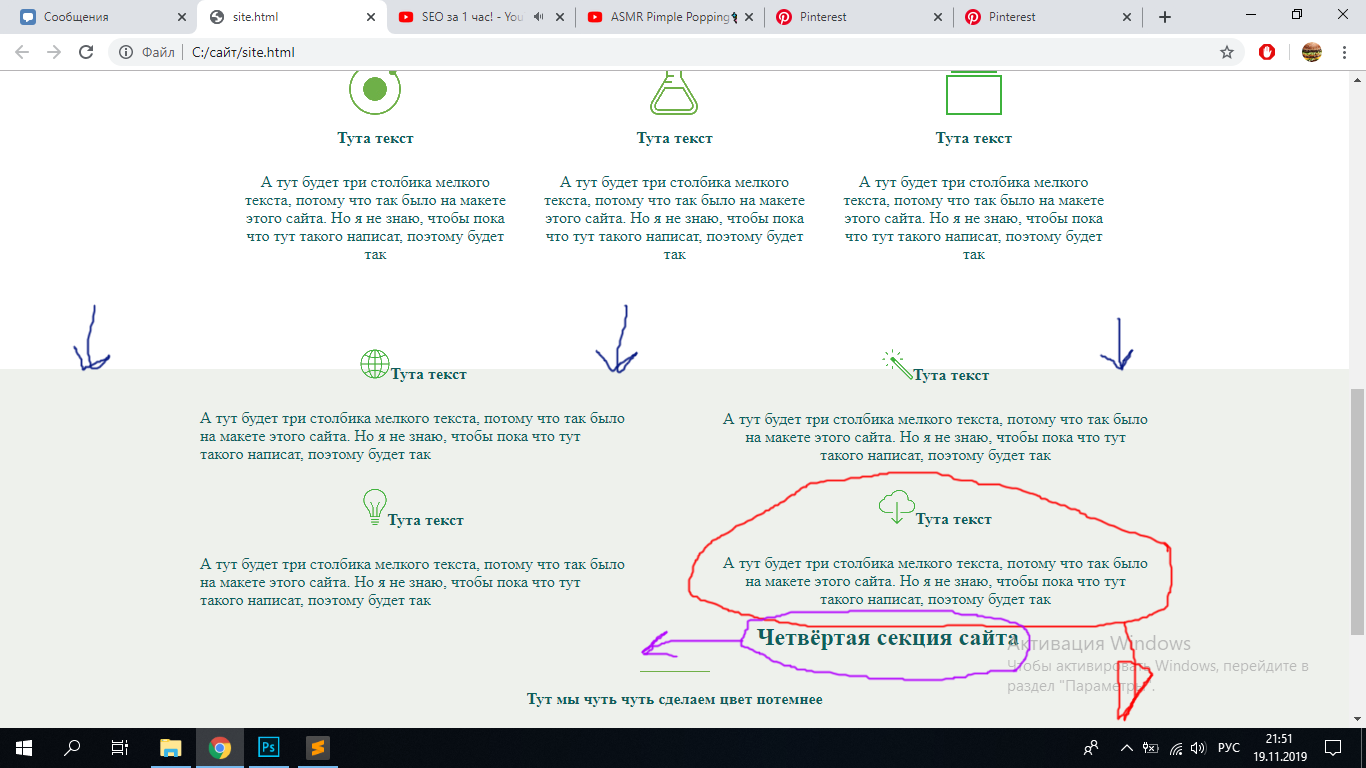 Сообщения
site.html
SEO за 1 час! - You
ASMR Pimple Popping
Pinterest
Pinterest
Файл
C:/сайт/site.html
Тута текст
Тута текст
Тута текст
А тут будет три столбика мелкого
текста, потому что так было на макете
этого сайта. Но я не знаю, чтобы пока
что тут такого написат, поэтому будет
так
А тут будет три столбика мелкого
текста, потому что так было на макете
этого сайта. Но я не знаю, чтобы пока
что тут такого написат, поэтому будет
так
А тут будет три столбика мелкого
текста, потому что так было на макете
этого сайта. Но я не знаю, чтобы пока
что тут такого написат, поэтому будет
так
Тута текст
Тута текст
А тут будет три столбика мелкого текста, потому что так было
на макете этого сайта. Но я не знаю, чтобы пока что тут
такого написат, поэтому будет так
А тут будет три столбика мелкого текста, потому что так было
на макете этого сайта. Но я не знаю, чтобы пока что тут
такого написат, поэтому будет так
Тута текст
Тута текст
А тут будет три столбика мелкого текста, потому что так было
на макете этого сайта. Но я не знаю, чтобы пока что тут
такого написат, поэтому будет так
А тут будет три столбика мелкого текста, потому что так было
на макете этого сайта. Но я не знаю, чтобы пока что тут
такого написат, поэтому будет так
Четвёртая секция сайта
Активация Windows
Чтобы активировать Windows, перейдите в
раздел "Параметры".
Тут мы чуть чуть сделаем цвет потемнее
Ps
РУС
21:51
19.11.2019